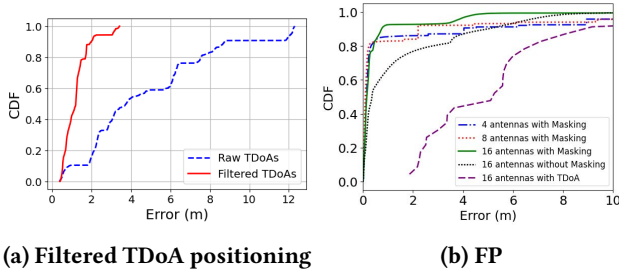 1.0
0.8
0.6
0.4
0.2
0.0
CDF
0 2 4 6 8 10 12
Error (m)
Raw TDoAs
Filtered TDoAs
(a) Filtered TDoA positioning
CDF
1.0
0.8
0.6
0.4
0.2
0.0
0 2 4 6 8 10
Error (m)
4 antennas with Masking
8 antennas with Masking
16 antennas with Masking
16 antennas without Masking
16 antennas with TDoA
(b) FP